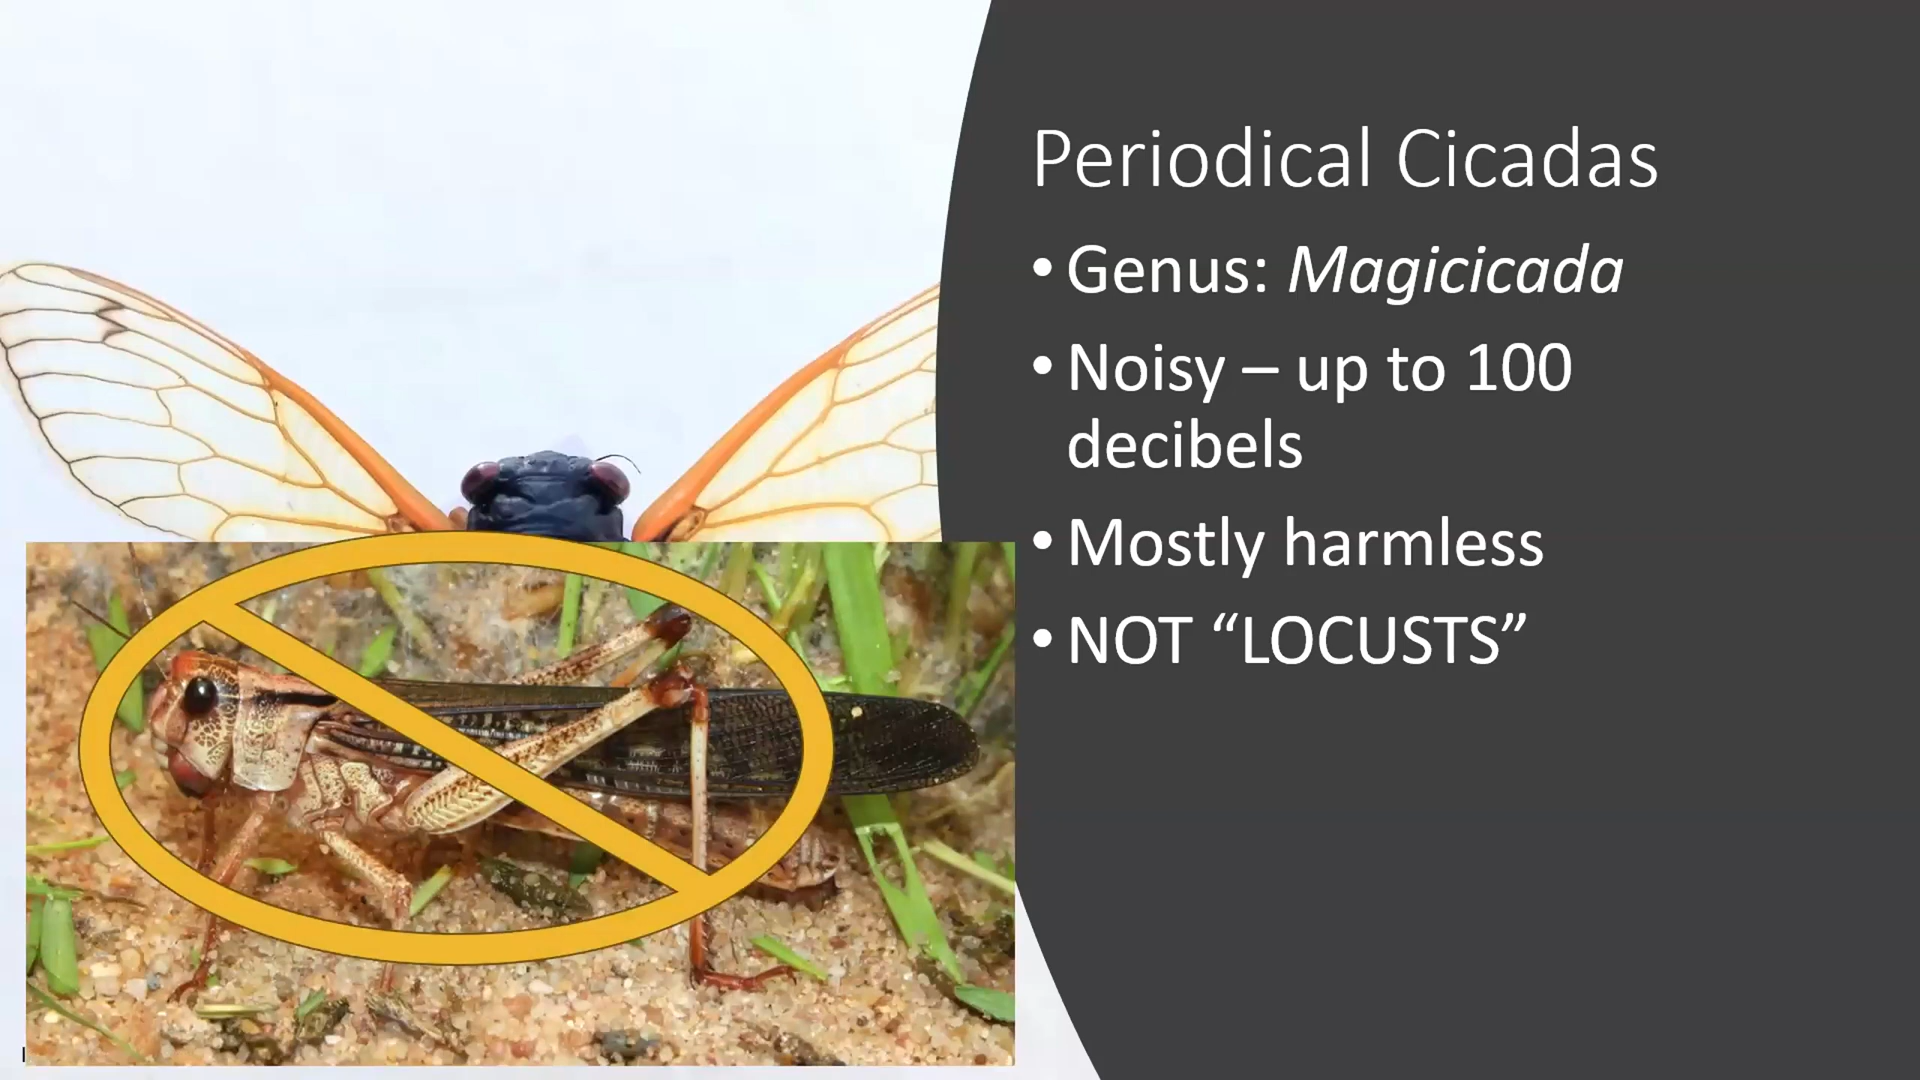 Periodical Cicadas
• Genus: Magicicada
• Noisy – up to 100
decibels
• Mostly harmless
• NOT “LOCUSTS”